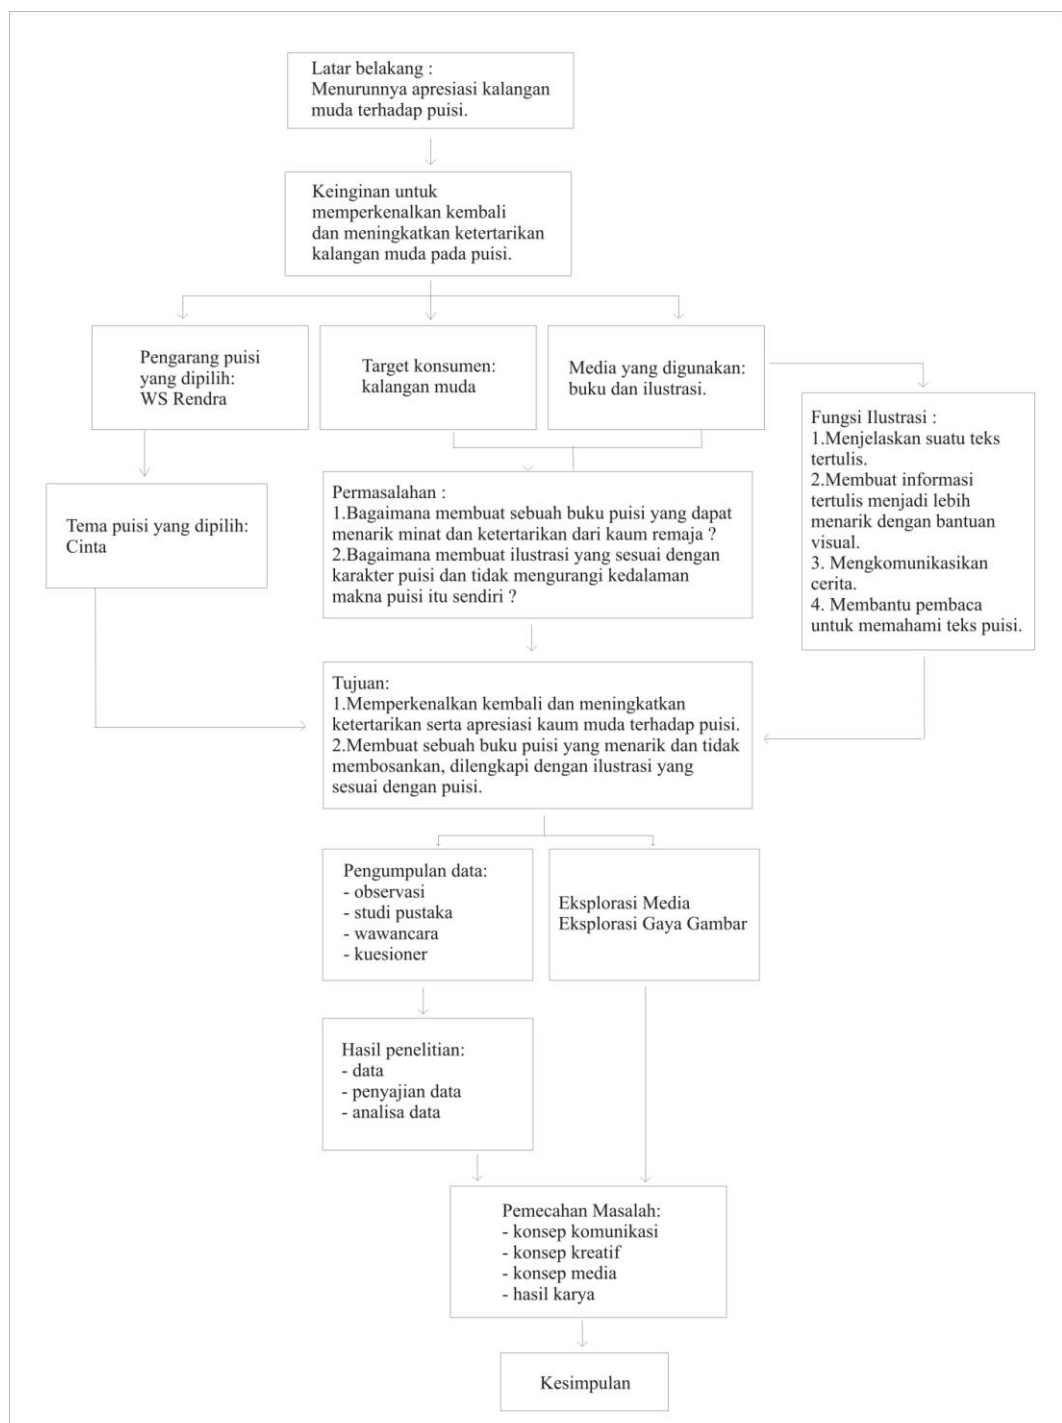 Latar belakang :
Menurunnya apresiasi kalangan
muda terhadap puisi.
Keinginan untuk
memperkenalkan kembali
dan meningkatkan ketertarikan
kalangan muda pada puisi.
Pengarang puisi
yang dipilih:
WS Rendra
Target konsumen:
kalangan muda
Media yang digunakan:
buku dan ilustrasi.
Fungsi Ilustrasi :
1.Menjelaskan suatu teks
tertulis.
2.Membuat informasi
tertulis menjadi lebih
menarik dengan bantuan
visual.
3. Mengkomunikasikan
cerita.
4. Membantu pembaca
untuk memahami teks puisi.
Tema puisi yang dipilih:
Cinta
Permasalahan :
1.Bagaimana membuat sebuah buku puisi yang dapat
menarik minat dan ketertarikan dari kaum remaja ?
2.Bagaimana membuat ilustrasi yang sesuai dengan
karakter puisi dan tidak mengurangi kedalaman
makna puisi itu sendiri ?
Tujuan:
1.Memperkenalkan kembali dan meningkatkan
ketertarikan serta apresiasi kaum muda terhadap puisi.
2.Membuat sebuah buku puisi yang menarik dan tidak
membosankan, dilengkapi dengan ilustrasi yang
sesuai dengan puisi.
Pengumpulan data:
- observasi
- studi pustaka
- wawancara
- kuesioner
Eksplorasi Media
Eksplorasi Gaya Gambar
Hasil penelitian:
- data
- penyajian data
- analisa data
Pemecahan Masalah:
- konsep komunikasi
- konsep kreatif
- konsep media
- hasil karya
Kesimpulan